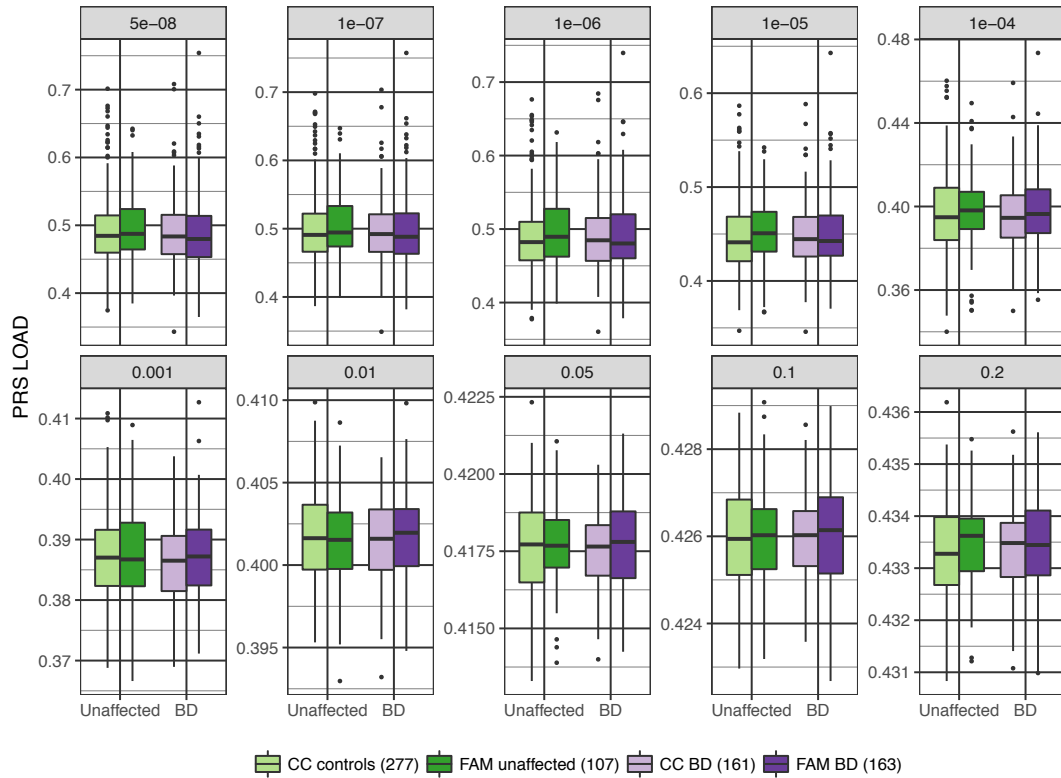 5e-08 1e-07 1e-06 1e-05 1e-04
0.7 0.6 0.5 0.4
0.7 0.6 0.5 0.4
0.7 0.6 0.5 0.4
0.6 0.5 0.4
0.48 0.44 0.40 0.36
PRS LOAD
0.001 0.01 0.05 0.1 0.2
0.41 0.40 0.39 0.38 0.37
0.410 0.405 0.400 0.395
0.4225 0.4200 0.4175 0.4150
0.428 0.426 0.424
0.436 0.435 0.434 0.433 0.432 0.431
Unaffected BD Unaffected BD Unaffected BD Unaffected BD Unaffected BD
CC controls (277) FAM unaffected (107) CC BD (161) FAM BD (163)